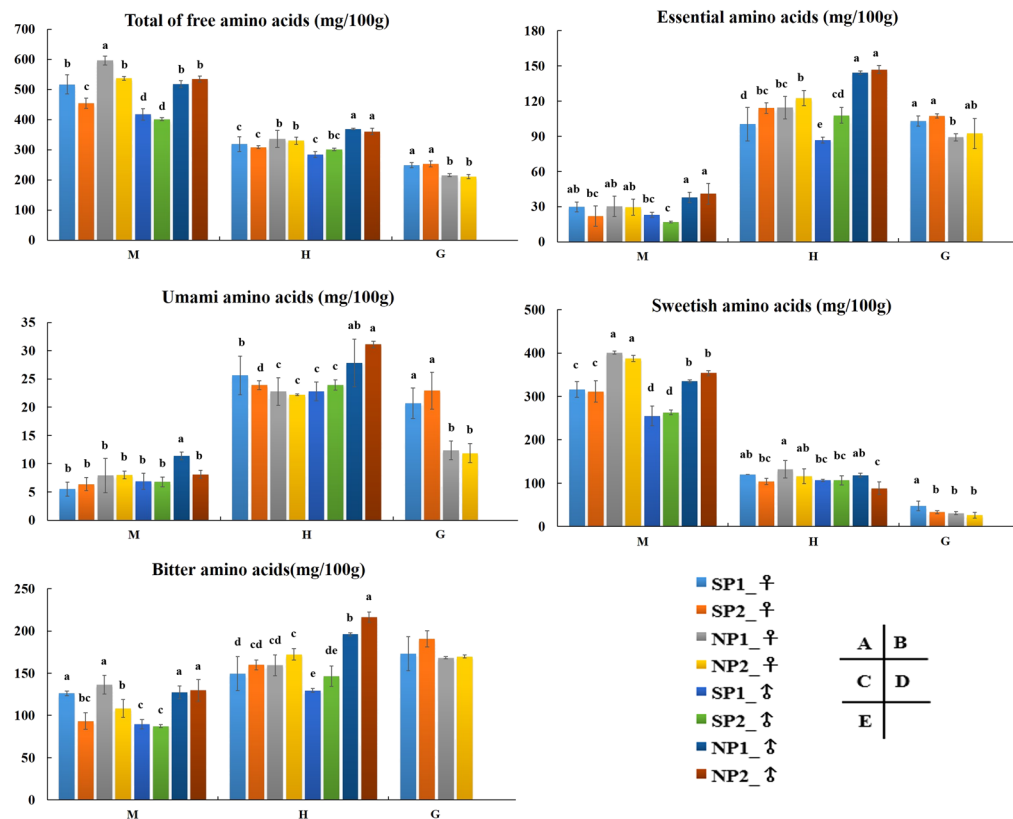 Total of free amino acids (mg/100g)
700
600
500
400
300
200
100
0
b c a b d d b b
c c b b c bc a a
a a b b
M H G
Essential amino acids (mg/100g)
180
150
120
90
60
30
0
ab bc ab ab bc c a a
d bc bc b e cd a a
a a b ab
M H G
Umami amino acids (mg/100g)
35
30
25
20
15
10
5
0
b b b b b b a b
b d c c c c ab a
a a b b
M H G
Sweetish amino acids (mg/100g)
500
400
300
200
100
0
c c a a d d b b
ab bc a ab bc bc ab c
a b b b
M H G
Bitter amino acids(mg/100g)
250
200
150
100
50
0
a bc a b c c a a
d cd cd c e de b a
M H G
SP1_♀
SP2_♀
NP1_♀
NP2_♀
SP1_♂
SP2_♂
NP1_♂
NP2_♂
A B
C D
E